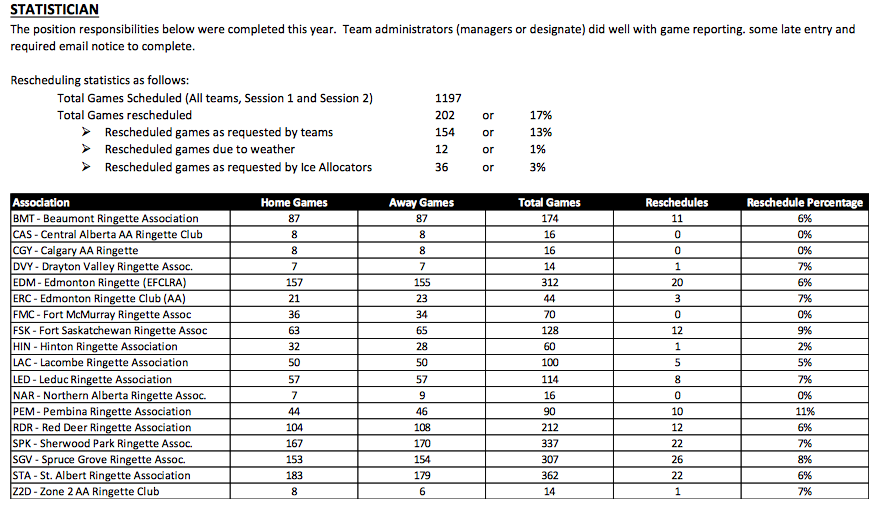 STATISTICIAN
The position responsibilities below were completed this year. Team administrators (managers or designate) did well with game reporting. some late entry and
required email notice to complete.
Rescheduling statistics as follows:
Total Games Scheduled (All teams, Session 1 and Session 2) 1197
Total Games rescheduled 202 or 17%
➢ Rescheduled games as requested by teams 154 or 13%
➢ Rescheduled games due to weather 12 or 1%
➢ Rescheduled games as requested by Ice Allocators 36 or 3%
Association Home Games Away Games Total Games Reschedules Reschedule Percentage
BMT - Beaumont Ringette Association 87 87 174 11 6%
CAS - Central Alberta AA Ringette Club 8 8 16 0 0%
CGY - Calgary AA Ringette 8 8 16 0 0%
DVY - Drayton Valley Ringette Assoc. 7 7 14 1 7%
EDM - Edmonton Ringette (EFCLRA) 157 155 312 20 6%
ERC - Edmonton Ringette Club (AA) 21 23 44 3 7%
FMC - Fort McMurray Ringette Assoc 36 34 70 0 0%
FSK - Fort Saskatchewan Ringette Assoc 63 65 128 12 9%
HIN - Hinton Ringette Association 32 28 60 1 2%
LAC - Lacombe Ringette Association 50 50 100 5 5%
LED - Leduc Ringette Association 57 57 114 8 7%
NAR - Northern Alberta Ringette Assoc. 7 9 16 0 0%
PEM - Pembina Ringette Association 44 46 90 10 11%
RDR - Red Deer Ringette Association 104 108 212 12 6%
SPK - Sherwood Park Ringette Assoc. 167 170 337 22 7%
SGV - Spruce Grove Ringette Assoc. 153 154 307 26 8%
STA - St. Albert Ringette Association 183 179 362 22 6%
Z2D - Zone 2 AA Ringette Club 8 6 14 1 7%